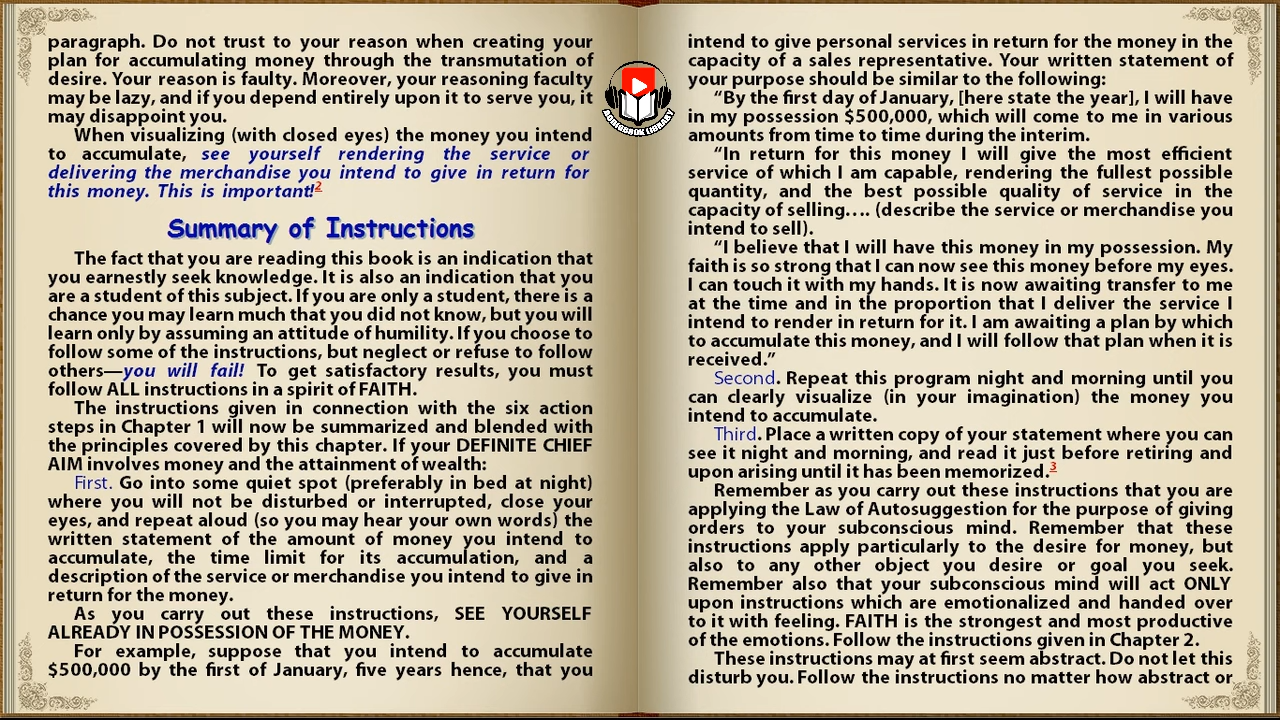 paragraph. Do not trust to your reason when creating your
plan for accumulating money through the transmutation of
desire. Your reason is faulty. Moreover, your reasoning faculty
may be lazy, and if you depend entirely upon it to serve you, it
may disappoint you.
When visualizing (with closed eyes) the money you intend
to accumulate, see yourself rendering the service or
delivering the merchandise you intend to give in return for
this money. This is important!2
Summary of Instructions
The fact that you are reading this book is an indication that
you earnestly seek knowledge. It is also an indication that you
are a student of this subject. If you are only a student, there is a
chance you may learn much that you did not know, but you will
learn only by assuming an attitude of humility. If you choose to
follow some of the instructions, but neglect or refuse to follow
others—you will fail! To get satisfactory results, you must
follow ALL instructions in a spirit of FAITH.
The instructions given in connection with the six action
steps in Chapter 1 will now be summarized and blended with
the principles covered by this chapter. If your DEFINITE CHIEF
AIM involves money and the attainment of wealth:
First. Go into some quiet spot (preferably in bed at night)
where you will not be disturbed or interrupted, close your
eyes, and repeat aloud (so you may hear your own words) the
written statement of the amount of money you intend to
accumulate, the time limit for its accumulation, and a
description of the service or merchandise you intend to give in
return for the money.
As you carry out these instructions, SEE YOURSELF
ALREADY IN POSSESSION OF THE MONEY.
For example, suppose that you intend to accumulate
$500,000 by the first of January, five years hence, that you
AUDIOBOOK LIBRARY
intend to give personal services in return for the money in the
capacity of a sales representative. Your written statement of
your purpose should be similar to the following:
“By the first day of January, [here state the year], I will have
in my possession $500,000, which will come to me in various
amounts from time to time during the interim.
“In return for this money I will give the most efficient
service of which I am capable, rendering the fullest possible
quantity, and the best possible quality of service in the
capacity of selling…. (describe the service or merchandise you
intend to sell).
“I believe that I will have this money in my possession. My
faith is so strong that I can now see this money before my eyes.
I can touch it with my hands. It is now awaiting transfer to me
at the time and in the proportion that I deliver the service I
intend to render in return for it. I am awaiting a plan by which
to accumulate this money, and I will follow that plan when it is
received.”
Second. Repeat this program night and morning until you
can clearly visualize (in your imagination) the money you
intend to accumulate.
Third. Place a written copy of your statement where you can
see it night and morning, and read it just before retiring and
upon arising until it has been memorized.3
Remember as you carry out these instructions that you are
applying the Law of Autosuggestion for the purpose of giving
orders to your subconscious mind. Remember that these
instructions apply particularly to the desire for money, but
also to any other object you desire or goal you seek.
Remember also that your subconscious mind will act ONLY
upon instructions which are emotionalized and handed over
to it with feeling. FAITH is the strongest and most productive
of the emotions. Follow the instructions given in Chapter 2.
These instructions may at first seem abstract. Do not let this
disturb you. Follow the instructions no matter how abstract or